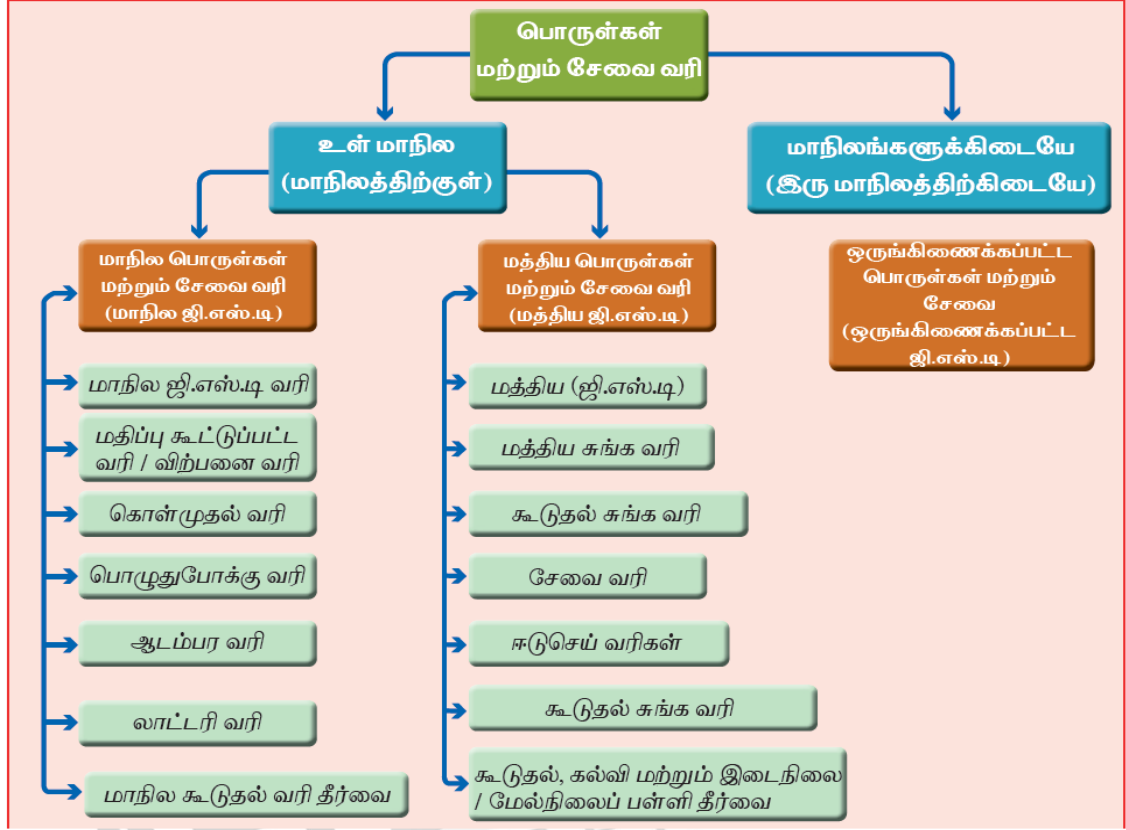 பொருள்கள்
மற்றும் சேவை வரி
உள் மாநில
(மாநிலத்திற்குள்)
மாநிலங்களுக்கிடையே
(இரு மாநிலத்திற்கிடையே)
மாநில பொருள்கள்
மற்றும் சேவை வரி
(மாநில ஜி.எஸ்.டி)
மாநில ஜி.எஸ்.டி வரி
மதிப்பு கூட்டுப்பட்ட
வரி / விற்பனை வரி
கொள்முதல் வரி
பொழுதுபோக்கு வரி
ஆடம்பர வரி
லாட்டரி வரி
மாநில கூடுதல் வரி தீர்வை
மத்திய பொருள்கள்
மற்றும் சேவை வரி
(மத்திய ஜி.எஸ்.டி)
மத்திய (ஜி.எஸ்.டி)
மத்திய சுங்க வரி
கூடுதல் சுங்க வரி
சேவை வரி
ஈடுசெய் வரிகள்
கூடுதல் சுங்க வரி
கூடுதல், கல்வி மற்றும் இடைநிலை
/ மேல்நிலைப் பள்ளி தீர்வை
ஒருங்கிணைக்கப்பட்ட
பொருள்கள் மற்றும்
சேவை
(ஒருங்கிணைக்கப்பட்ட
ஜி.எஸ்.டி)